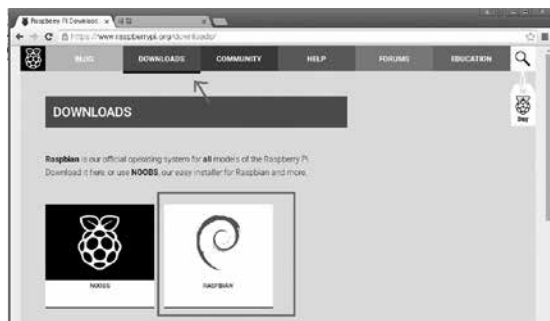 Raspberry Pi Downloads
https://www.raspberrypi.org/downloads/
BLOG DOWNLOADS COMMUNITY HELP FORUMS EDUCATION
DOWNLOADS
Raspbian is our official operating system for all models of the Raspberry Pi.
Download it here, or use NOOBS, our easy installer for Raspbian and more.
NOOBS RASPBIAN
Buy